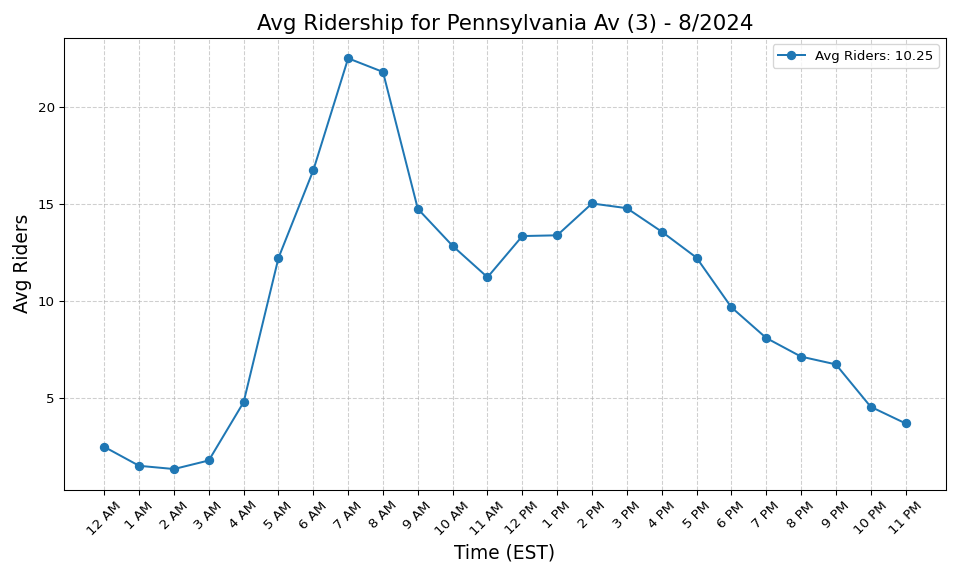 Avg Ridership for Pennsylvania Av (3) - 8/2024
Avg Riders: 10.25
Avg Riders
20
15
10
5
12 AM
1 AM
2 AM
3 AM
4 AM
5 AM
6 AM
7 AM
8 AM
9 AM
10 AM
11 AM
12 PM
1 PM
2 PM
3 PM
4 PM
5 PM
6 PM
7 PM
8 PM
9 PM
10 PM
11 PM
Time (EST)